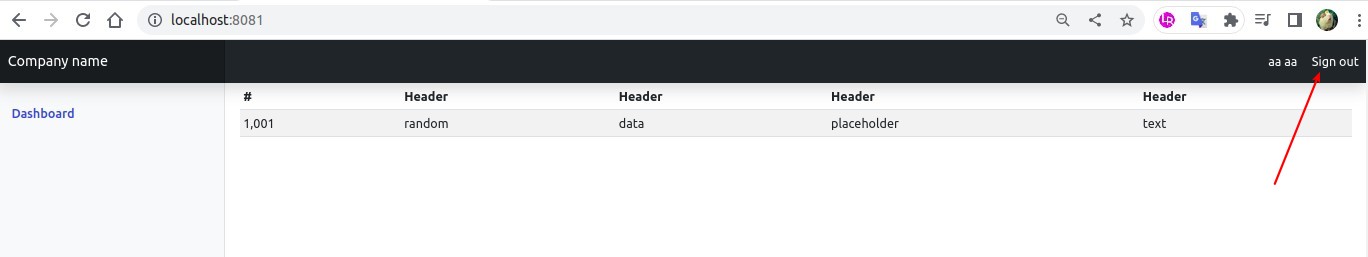 localhost:8081
LR
Company name aa aa Sign out
Dashboard
# Header Header Header Header
1,001 random data placeholder text